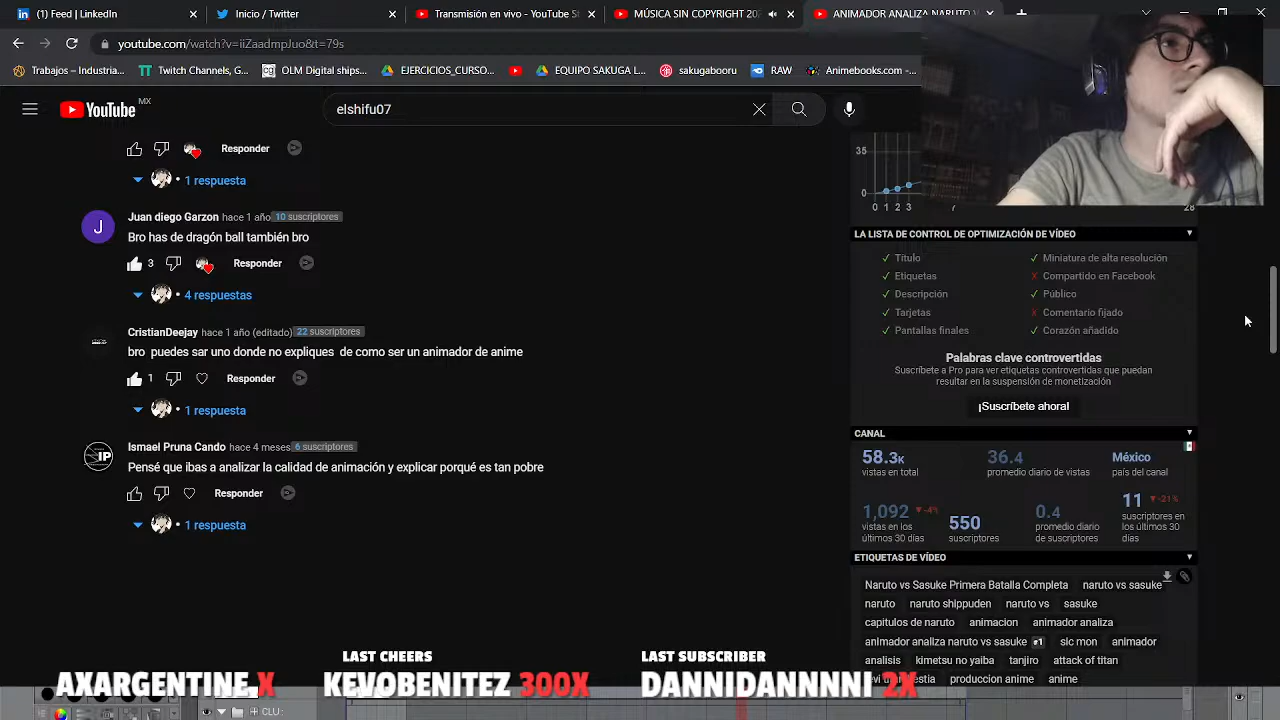 (1) Feed | LinkedIn
Inicio / Twitter
Transmisión en vivo - YouTube St
MÚSICA SIN COPYRIGHT 202
ANIMADOR ANALIZA NARUTO V
youtube.com/watch?v=iiZaadmpJuo&t=79s
Trabajos – Industria...
Twitch Channels, G...
OLM Digital ships...
EJERCICIOS_CURSO...
EQUIPO SAKUGA L...
sakugabooru
RAW
Animebooks.com -...
YouTube MX
elshifu07
Responder
1 respuesta
Juan diego Garzon hace 1 año 10 suscriptores
Bro has de dragón ball también bro
3 Responder
4 respuestas
CristianDeejay hace 1 año (editado) 22 suscriptores
bro puedes sar uno donde no expliques de como ser un animador de anime
1 Responder
1 respuesta
Ismael Pruna Cando hace 4 meses 6 suscriptores
Pensé que ibas a analizar la calidad de animación y explicar porqué es tan pobre
Responder
1 respuesta
35
0
0 1 2 3 7 28
LA LISTA DE CONTROL DE OPTIMIZACIÓN DE VÍDEO
✓ Título
✓ Miniatura de alta resolución
✓ Etiquetas
X Compartido en Facebook
✓ Descripción
✓ Público
✓ Tarjetas
X Comentario fijado
✓ Pantallas finales
✓ Corazón añadido
Palabras clave controvertidas
Suscríbete a Pro para ver etiquetas controvertidas que puedan
resultar en la suspensión de monetización
¡Suscríbete ahora!
CANAL
58.3K
vistas en total
36.4
promedio diario de vistas
México
país del canal
1,092 ▼-4%
vistas en los
últimos 30 días
550
suscriptores
0.4
promedio diario
de suscriptores
11 ▼-21%
suscriptores en
los últimos 30
días
ETIQUETAS DE VÍDEO
Naruto vs Sasuke Primera Batalla Completa naruto vs sasuke
naruto naruto shippuden naruto vs sasuke
capitulos de naruto animacion animador analiza
animador analiza naruto vs sasuke #1 slc mon animador
analisis kimetsu no yaiba tanjiro attack of titan
produccion anime anime
LAST CHEERS
LAST SUBSCRIBER
AXARGENTINE X
KEVOBENITEZ 300X
DANNIDANNNNI 2X
CLU: